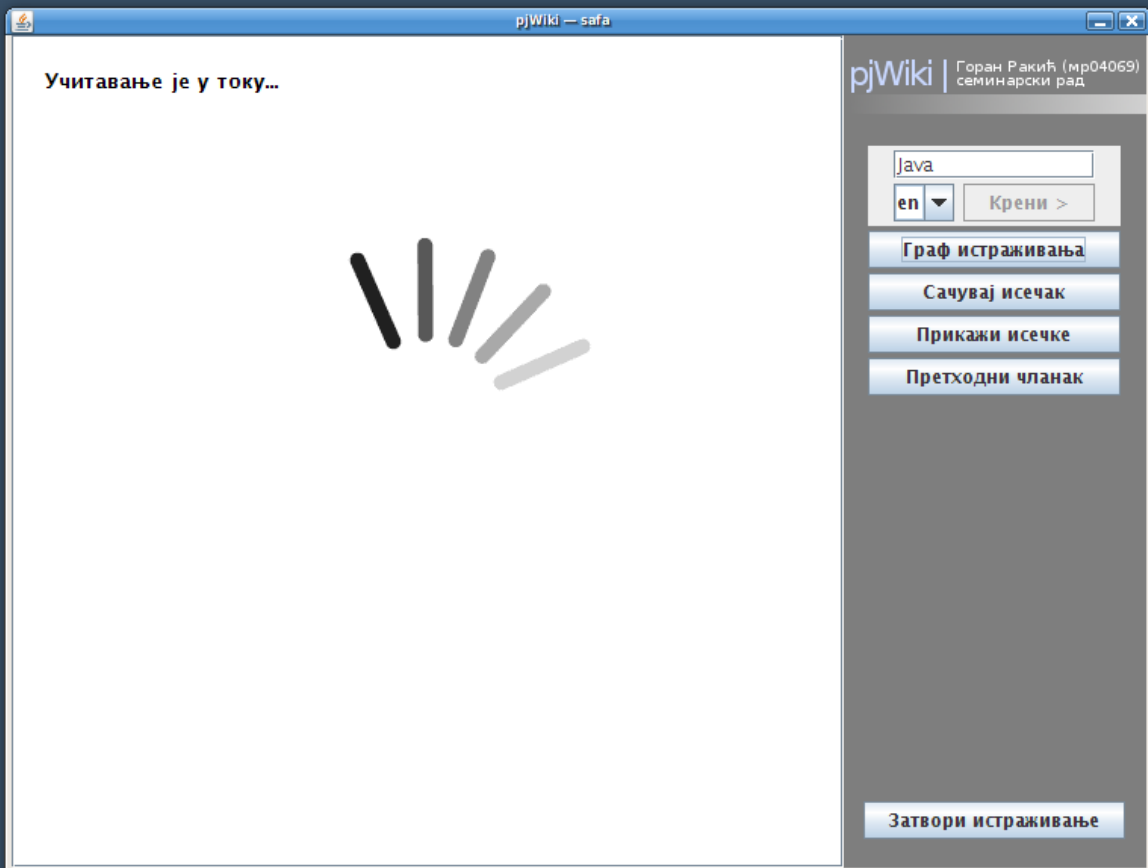 pjWiki — safa
Учитавање је у току...
pjWiki | Горан Ракић (мр04069)
семинарски рад
Java
en
Крени >
Граф истраживања
Сачувај исечак
Прикажи исечке
Претходни чланак
Затвори истраживање